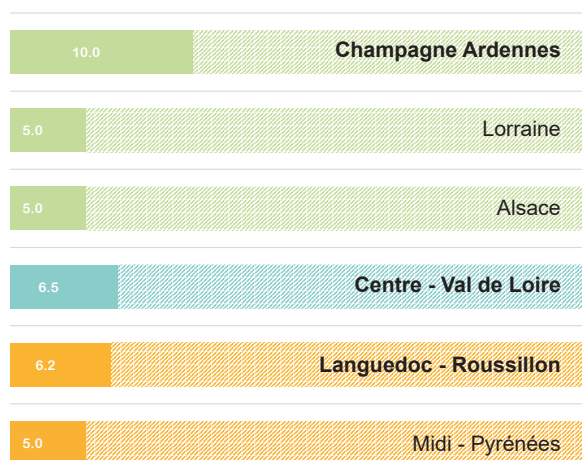 10.0 Champagne Ardennes
5.0 Lorraine
5.0 Alsace
6.5 Centre - Val de Loire
6.2 Languedoc - Roussillon
5.0 Midi - Pyrénées